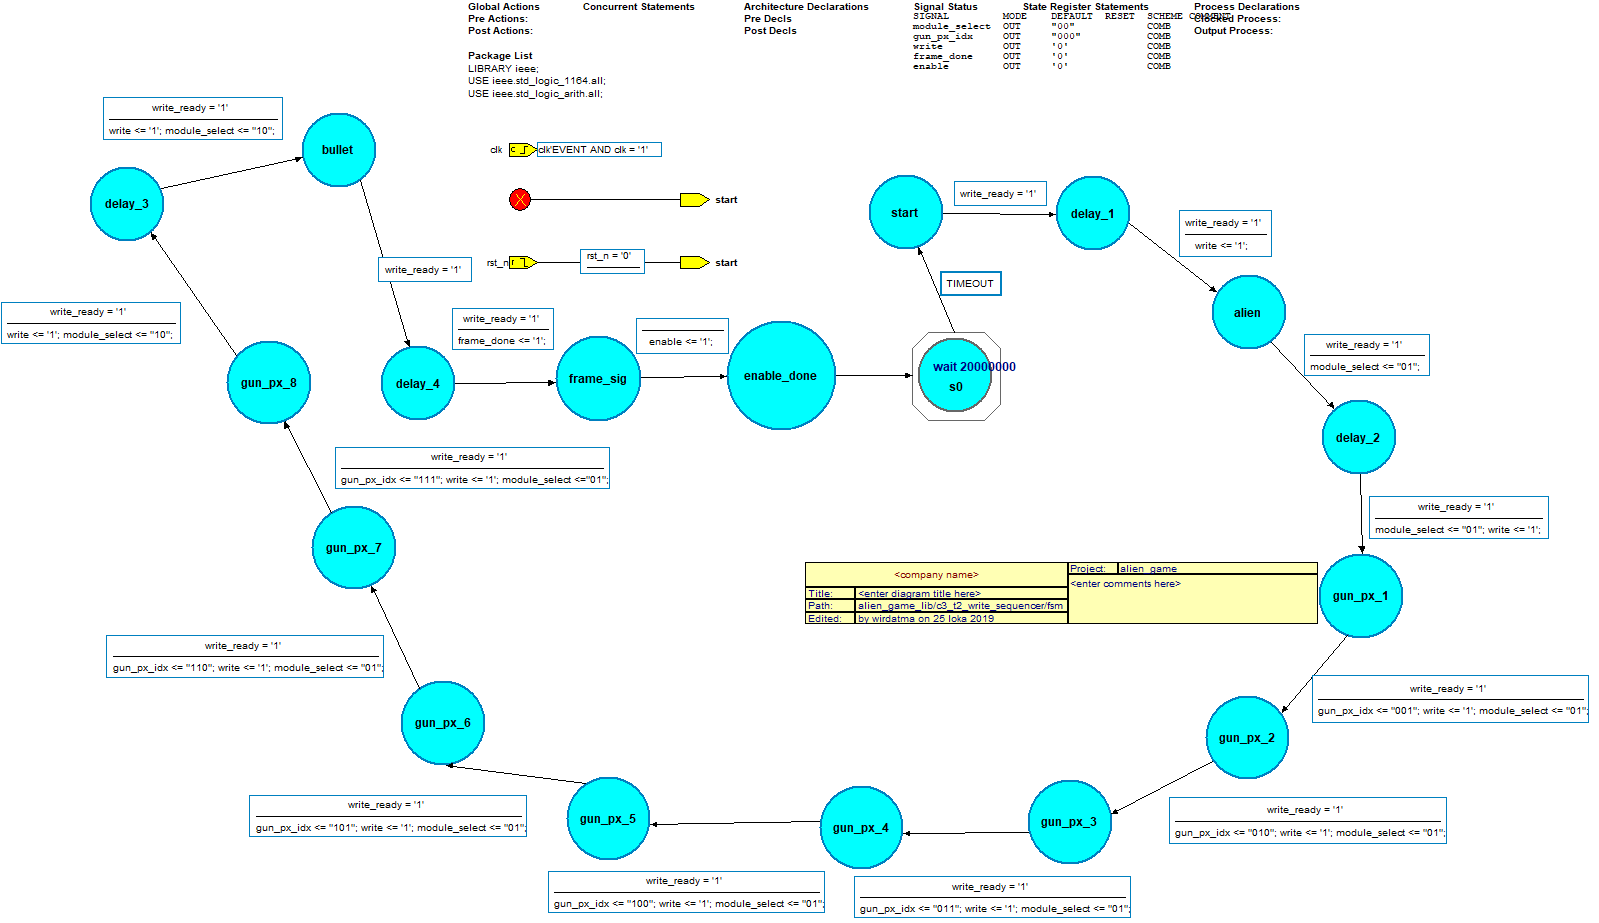 Global Actions
Pre Actions:
Post Actions:
Concurrent Statements
Architecture Declarations
Pre Decls
Post Decls
Signal Status
SIGNAL MODE DEFAULT RESET SCHEME COMMENT
module_select OUT "00" COMB
gun_px_idx OUT "000" COMB
write OUT '0' COMB
frame_done OUT '0' COMB
enable OUT '0' COMB
State Register Statements
Process Declarations
Clocked Process:
Output Process:
Package List
LIBRARY ieee;
USE ieee.std_logic_1164.all;
USE ieee.std_logic_arith.all;
write_ready = '1'
write <= '1'; module_select <= "10";
bullet
delay_3
clk
clk'EVENT AND clk = '1'
start
rst_n
rst_n = '0'
start
start
write_ready = '1'
delay_1
write_ready = '1'
write <= '1';
alien
write_ready = '1'
TIMEOUT
write_ready = '1'
write <= '1'; module_select <= "10";
gun_px_8
delay_4
write_ready = '1'
frame_done <= '1';
frame_sig
enable <= '1';
enable_done
wait 20000000
s0
write_ready = '1'
module_select <= "01";
delay_2
write_ready = '1'
gun_px_idx <= "111"; write <= '1'; module_select <="01";
write_ready = '1'
module_select <= "01"; write <= '1';
gun_px_7
<company name>
Title: <enter diagram title here>
Path: alien_game_lib/c3_t2_write_sequencer/fsm
Edited: by wirdatma on 25 loka 2019
Project: alien_game
<enter comments here>
gun_px_1
write_ready = '1'
gun_px_idx <= "110"; write <= '1'; module_select <= "01";
gun_px_6
write_ready = '1'
gun_px_idx <= "001"; write <= '1'; module_select <= "01";
gun_px_2
write_ready = '1'
gun_px_idx <= "101"; write <= '1'; module_select <= "01";
gun_px_5
gun_px_4
gun_px_3
write_ready = '1'
gun_px_idx <= "010"; write <= '1'; module_select <= "01";
write_ready = '1'
gun_px_idx <= "100"; write <= '1'; module_select <= "01";
write_ready = '1'
gun_px_idx <= "011"; write <= '1'; module_select <= "01";